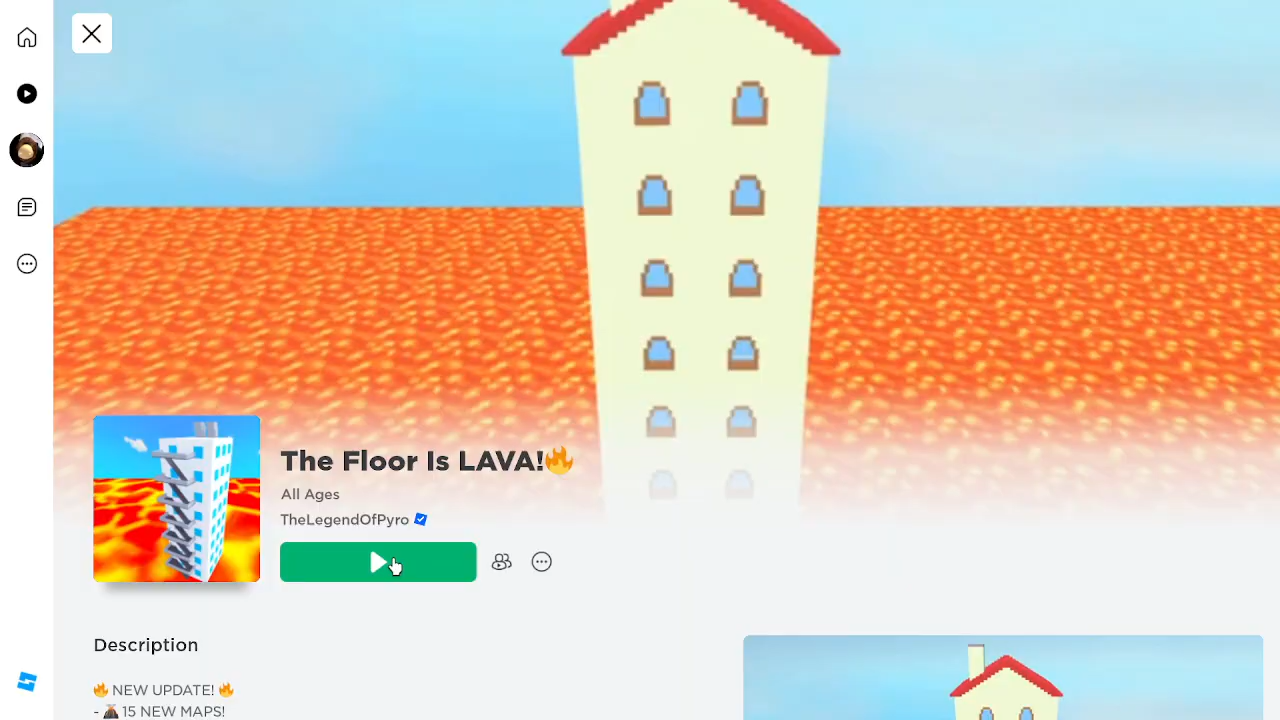 The Floor Is LAVA!🔥
All Ages
TheLegendOfPyro
Description
🔥 NEW UPDATE! 🔥
- 🌋 15 NEW MAPS!